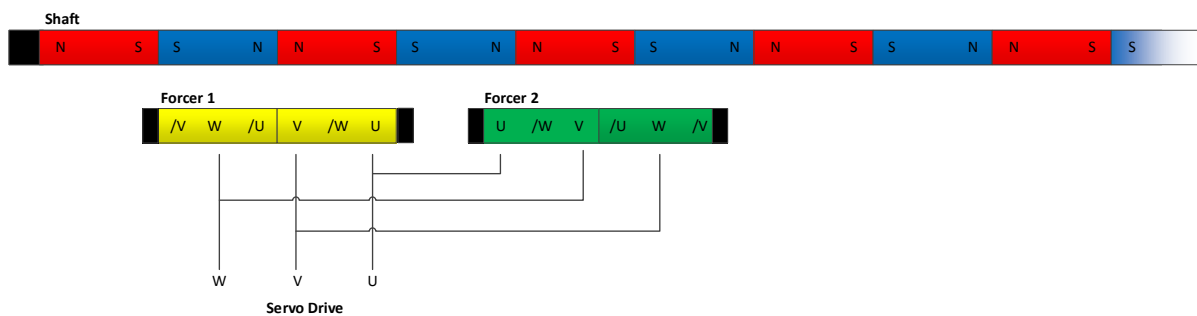 Shaft
N S S N N S S N N S S N N S S N N S S
Forcer 1 Forcer 2
/V W /U V /W U U /W V /U W /V
W V U
Servo Drive